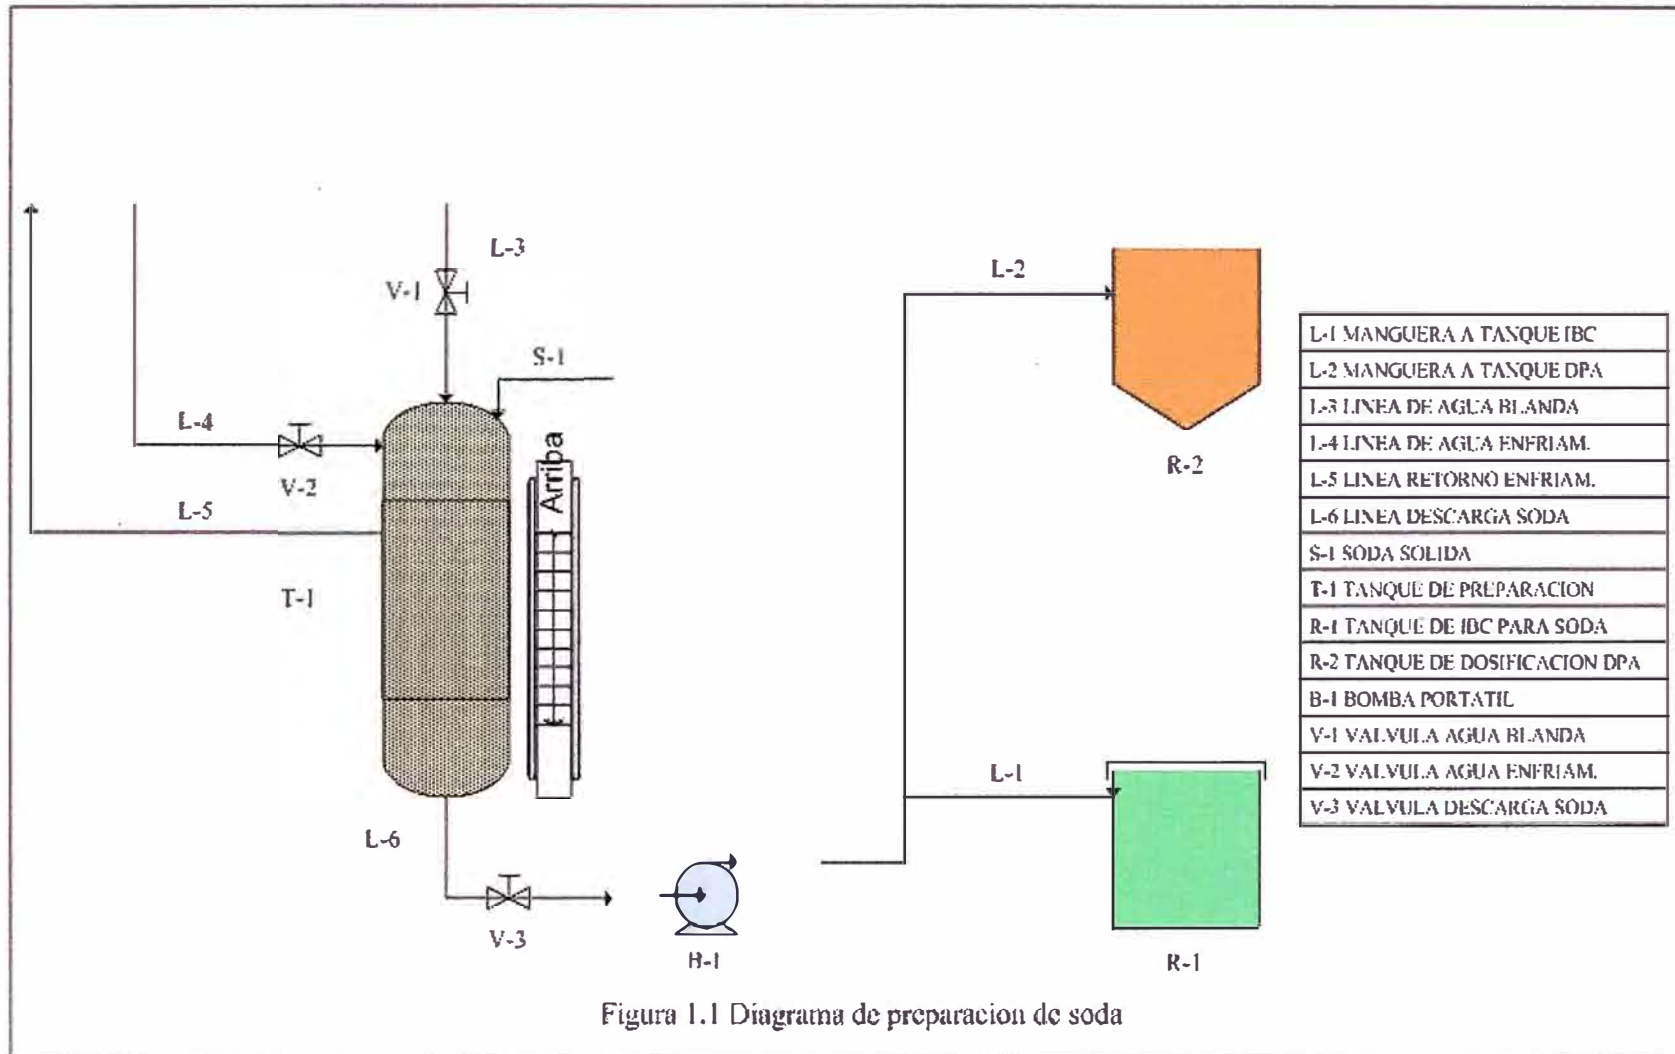 L-3
V-1
S-1
L-4
V-2
L-5
T-1
Arriba
L-6
V-3
B-1
L-2
R-2
L-1
R-1
L-1 MANGUERA A TANQUE IBC
L-2 MANGUERA A TANQUE DPA
L-3 LINEA DE AGUA BLANDA
L-4 LINEA DE AGUA ENFRIAM.
L-5 LINEA RETORNO ENFRIAM.
L-6 LINEA DESCARGA SODA
S-1 SODA SOLIDA
T-1 TANQUE DE PREPARACION
R-1 TANQUE DE IBC PARA SODA
R-2 TANQUE DE DOSIFICACION DPA
B-1 BOMBA PORTATIL
V-1 VALVULA AGUA BLANDA
V-2 VALVULA AGUA ENFRIAM.
V-3 VALVULA DESCARGA SODA
Figura 1.1 Diagrama de preparacion de soda